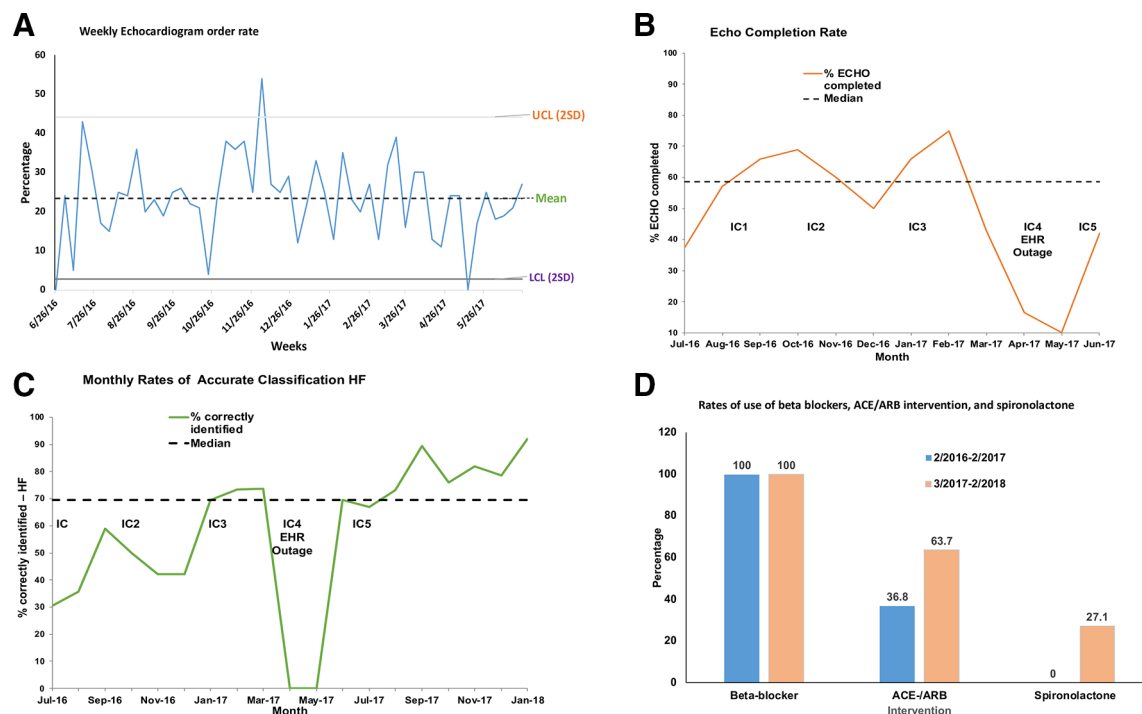 A
Weekly Echocardiogram order rate
60
50
40
30
20
10
0
Percentage
UCL (2SD)
Mean
LCL (2SD)
6/26/16
7/26/16
8/26/16
9/26/16
10/26/16
11/26/16
12/26/16
1/26/17
2/26/17
3/26/17
4/26/17
5/26/17
Weeks
B
Echo Completion Rate
100
90
80
70
60
50
40
30
20
10
% ECHO completed
% ECHO
completed
Median
IC1
IC2
IC3
IC4
EHR
Outage
IC5
Jul-16 Aug-16 Sep-16 Oct-16 Nov-16 Dec-16 Jan-17 Feb-17 Mar-17 Apr-17 May-17 Jun-17
Month
C
Monthly Rates of Accurate Classification HF
100
90
80
70
60
50
40
30
20
10
0
% correctly identified – HF
% correctly
identified
Median
IC
IC2
IC3
IC4
EHR
Outage
IC5
Jul-16 Sep-16 Nov-16 Jan-17 Mar-17 May-17 Jul-17 Sep-17 Nov-17 Jan-18
Month
D
Rates of use of beta blockers, ACE/ARB intervention, and spironolactone
120
100
80
60
40
20
0
Percentage
2/2016-2/2017
3/2017-2/2018
100
100
36.8
63.7
0
27.1
Beta-blocker
ACE-/ARB
Spironolactone
Intervention